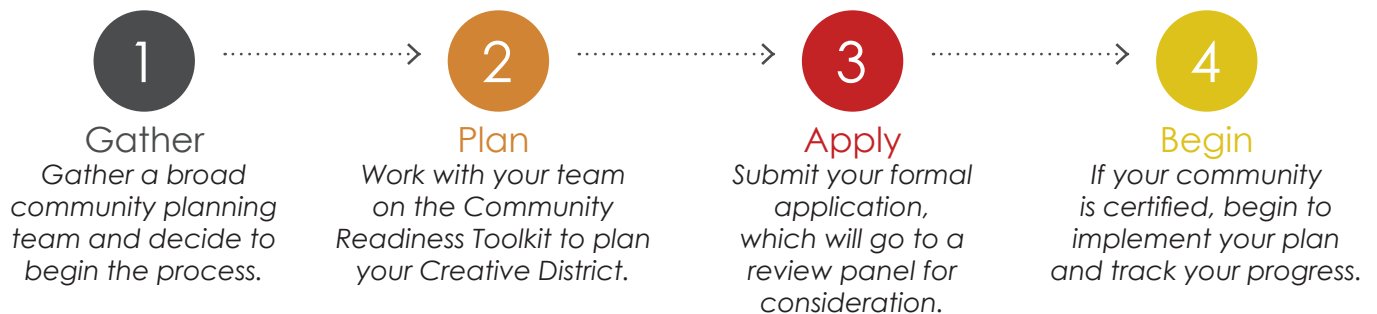 1
Gather
Gather a broad
community planning
team and decide to
begin the process.
2
Plan
Work with your team
on the Community
Readiness Toolkit to plan
your Creative District.
3
Apply
Submit your formal
application,
which will go to a
review panel for
consideration.
4
Begin
If your community
is certified, begin to
implement your plan
and track your progress.